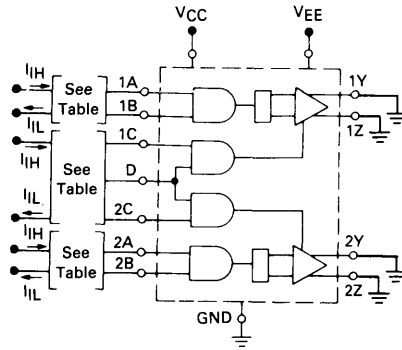 VCC VEE
IIH See Table 1A 1Y
IIL 1B 1Z
IIH See Table 1C
D
IIL 2C
IIH See Table 2A 2Y
IIL 2B 2Z
GND